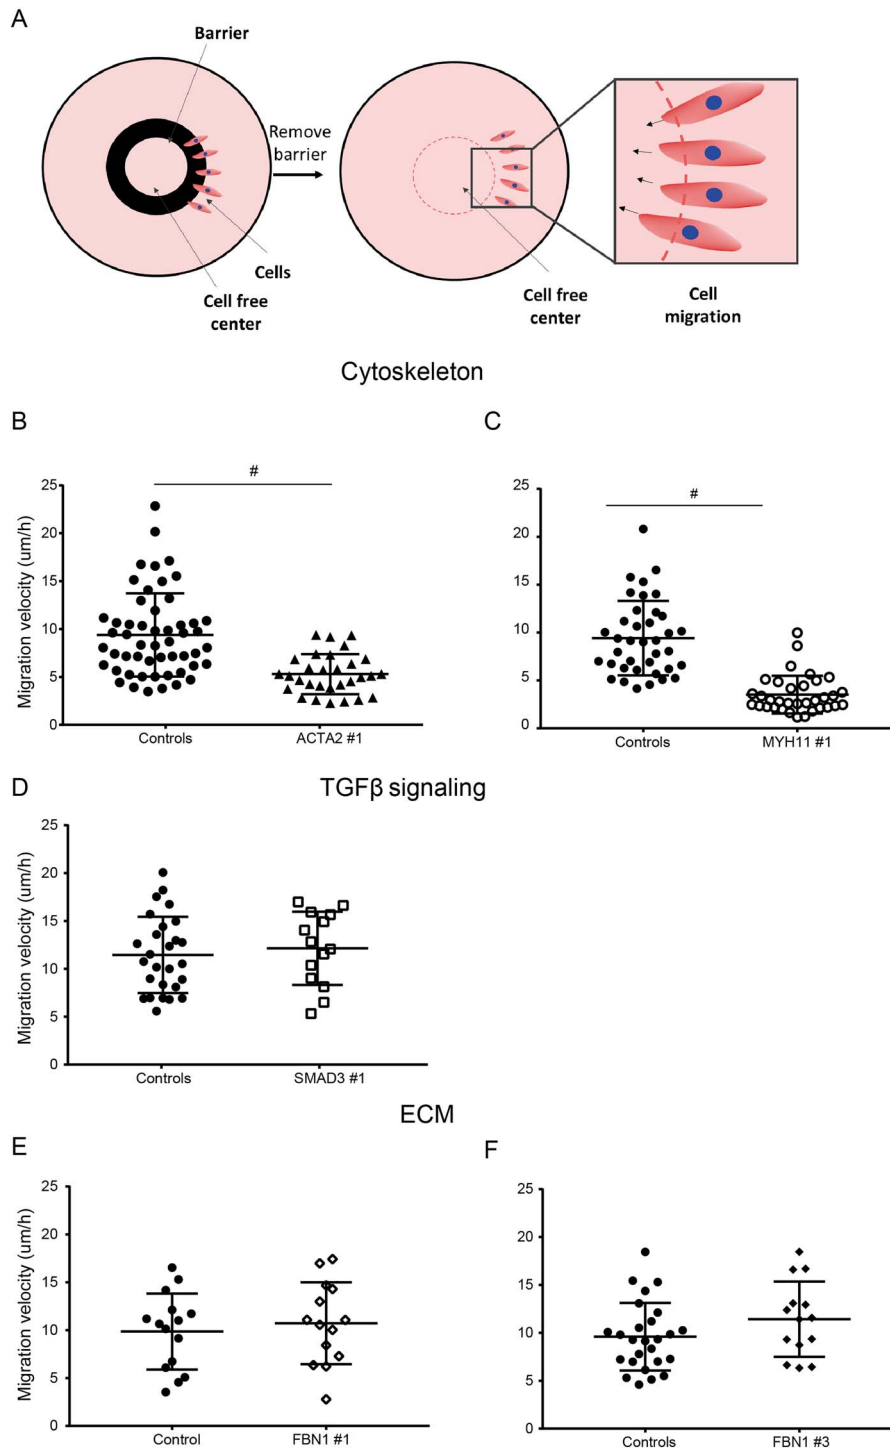 A
Barrier
Remove
barrier
Cells
Cell free
center
Cell free
center
Cell
migration
Cytoskeleton
B
C
#
#
Migration velocity (um/h)
25
20
15
10
5
0
Controls
ACTA2 #1
25
20
15
10
5
0
Controls
MYH11 #1
D
TGFβ signaling
Migration velocity (um/h)
25
20
15
10
5
0
Controls
SMAD3 #1
ECM
E
F
Migration velocity (um/h)
25
20
15
10
5
0
Control
FBN1 #1
25
20
15
10
5
0
Controls
FBN1 #3